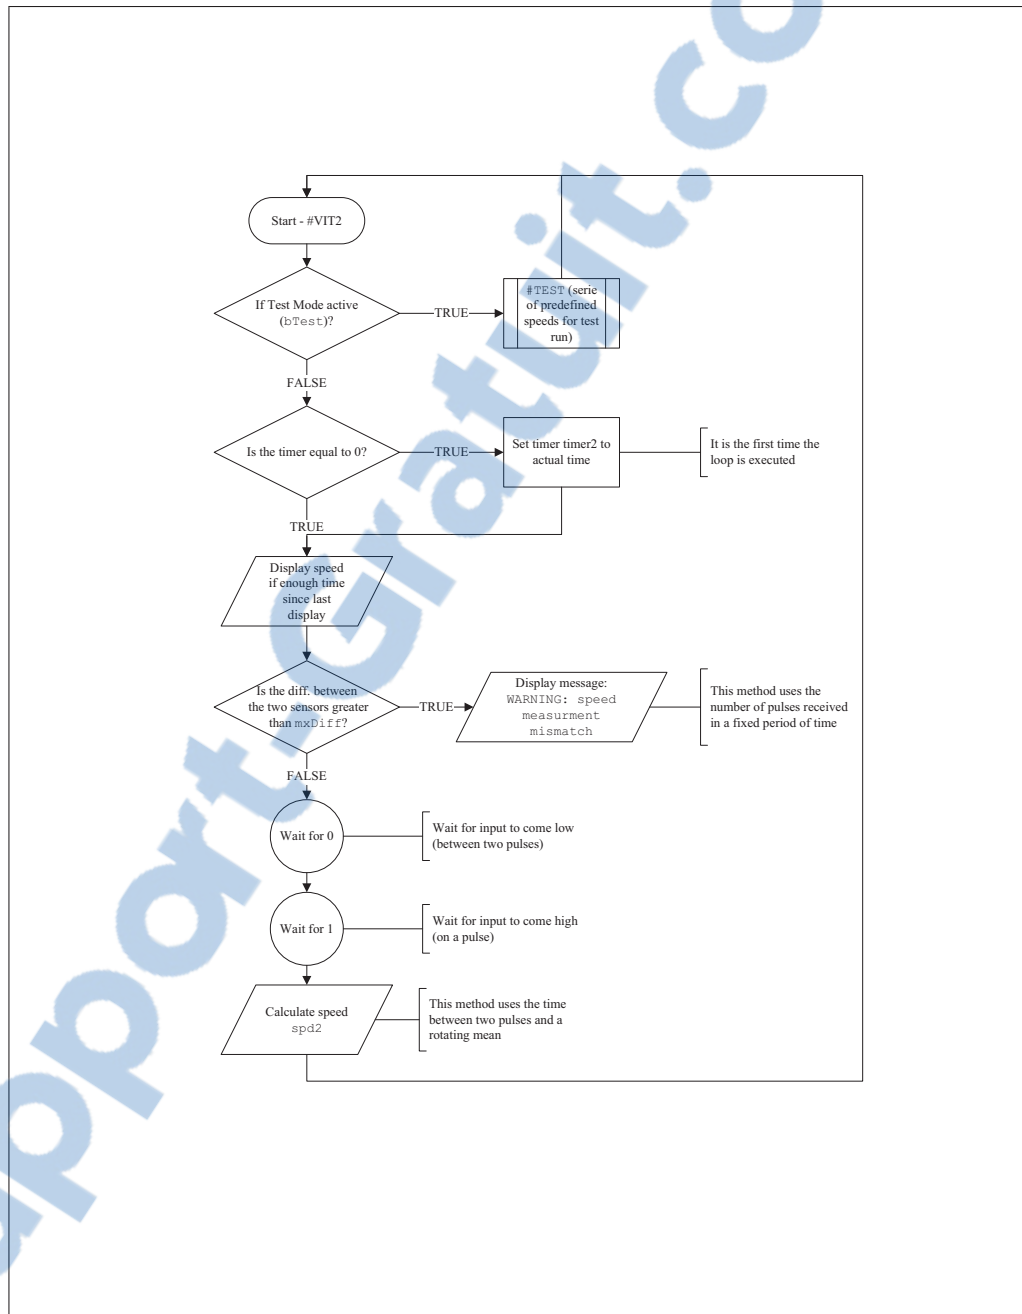 Start - #VIT2
If Test Mode active
(bTest)?
TRUE
#TEST (serie
of predefined
speeds for test
run)
FALSE
Is the timer equal to 0?
TRUE
Set timer timer2 to
actual time
It is the first time the
loop is executed
TRUE
Display speed
if enough time
since last
display
Is the diff. between
the two sensors greater
than mxDiff?
TRUE
Display message:
WARNING: speed
measurment
mismatch
This method uses the
number of pulses received
in a fixed period of time
FALSE
Wait for 0
Wait for input to come low
(between two pulses)
Wait for 1
Wait for input to come high
(on a pulse)
Calculate speed
spd2
This method uses the time
between two pulses and a
rotating mean
pport-Gratuit.co